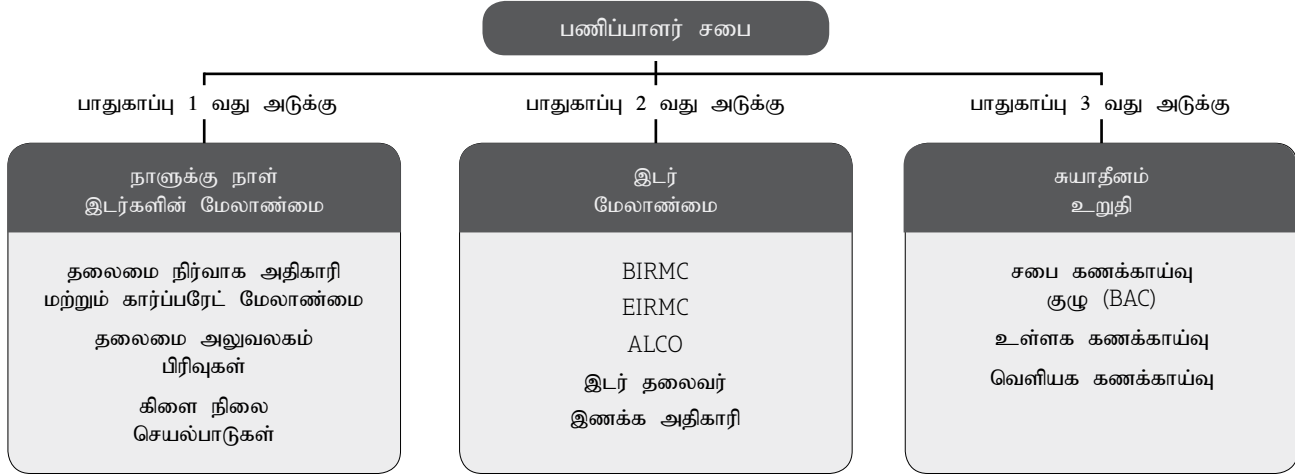 பணிப்பாளர் சபை
பாதுகாப்பு 1 வது அடுக்கு
பாதுகாப்பு 2 வது அடுக்கு
பாதுகாப்பு 3 வது அடுக்கு
நாளுக்கு நாள்
இடர்களின் மேலாண்மை
தலைமை நிர்வாக அதிகாரி
மற்றும் கார்ப்பரேட் மேலாண்மை
தலைமை அலுவலகம்
பிரிவுகள்
கிளை நிலை
செயல்பாடுகள்
இடர்
மேலாண்மை
BIRMC
EIRMC
ALCO
இடர் தலைவர்
இணக்க அதிகாரி
சுயாதீனம்
உறுதி
சபை கணக்காய்வு
குழு (BAC)
உள்ளக கணக்காய்வு
வெளியக கணக்காய்வு